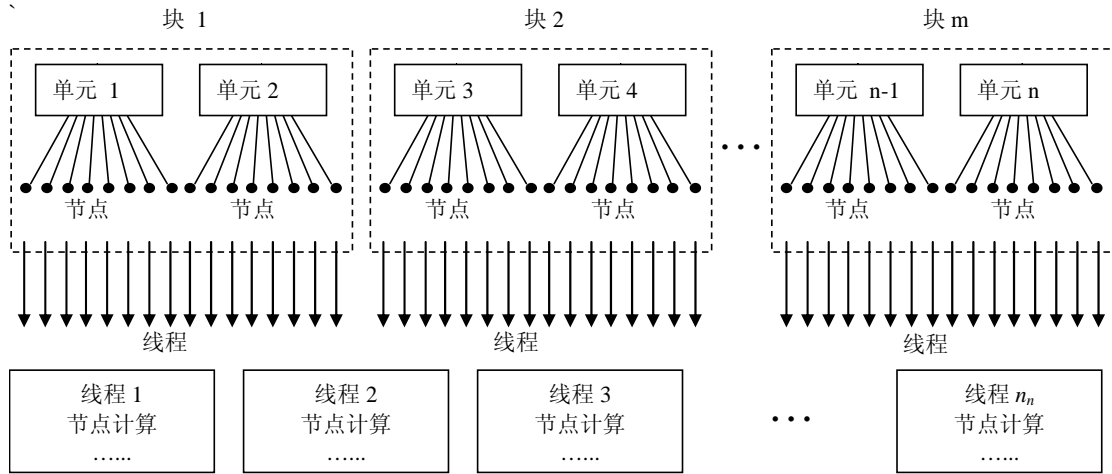 `
块 1 块 2 块 m
单元 1 单元 2 单元 3 单元 4 单元 n-1 单元 n
节点 节点 节点 节点 节点 节点
线程 线程 线程
线程 1 线程 2 线程 3 线程 nₙ
节点计算 节点计算 节点计算 节点计算
…... …... …... …...